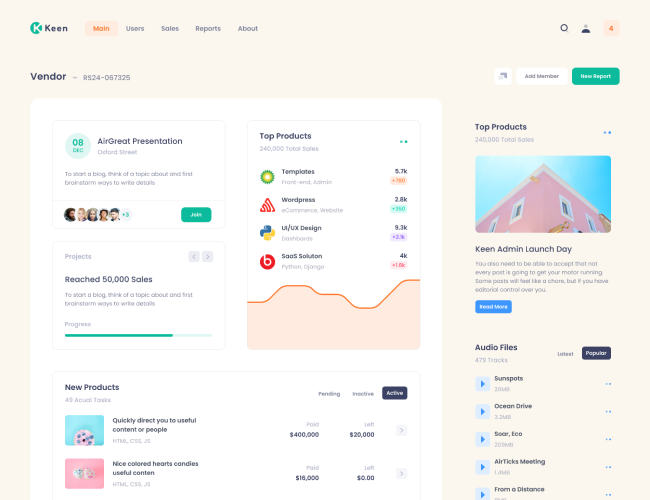 Keen
Main
Users
Sales
Reports
About
4
Vendor – RS24-067325
Add Member
New Report
08
DEC
AirGreat Presentation
Oxford Street
To start a blog, think of a topic about and first
brainstorm ways to write details
+3
Join
Projects
Reached 50,000 Sales
To start a blog, think of a topic about and first
brainstorm ways to write details
Progress
Top Products
240,000 Total Sales
Templates
Front-end, Admin
5.7k
+780
Wordpress
eCommerce, Website
2.8k
+350
UI/UX Design
Dashbards
9.3k
+2.1k
SaaS Soluton
Python, Django
4k
+1.8k
New Products
49 Acual Tasks
Pending
Inactive
Active
Quickly direct you to useful
content or people
HTML, CSS, JS
Paid
$400,000
Left
$20,000
Nice colored hearts candies
useful conten
HTML, CSS, JS
Paid
$16,000
Left
$0.00
Top Products
240,000 Total Sales
Keen Admin Launch Day
You also need to be able to accept that not
every post is going to get your motor running.
Some posts will feel like a chore, but if you have
editorial control over you.
Read More
Audio Files
479 Tracks
Latest
Popular
Sunspots
Ocean Drive
3.2MB
Soar, Eco
AirTicks Meeting
1.4MB
From a Distance